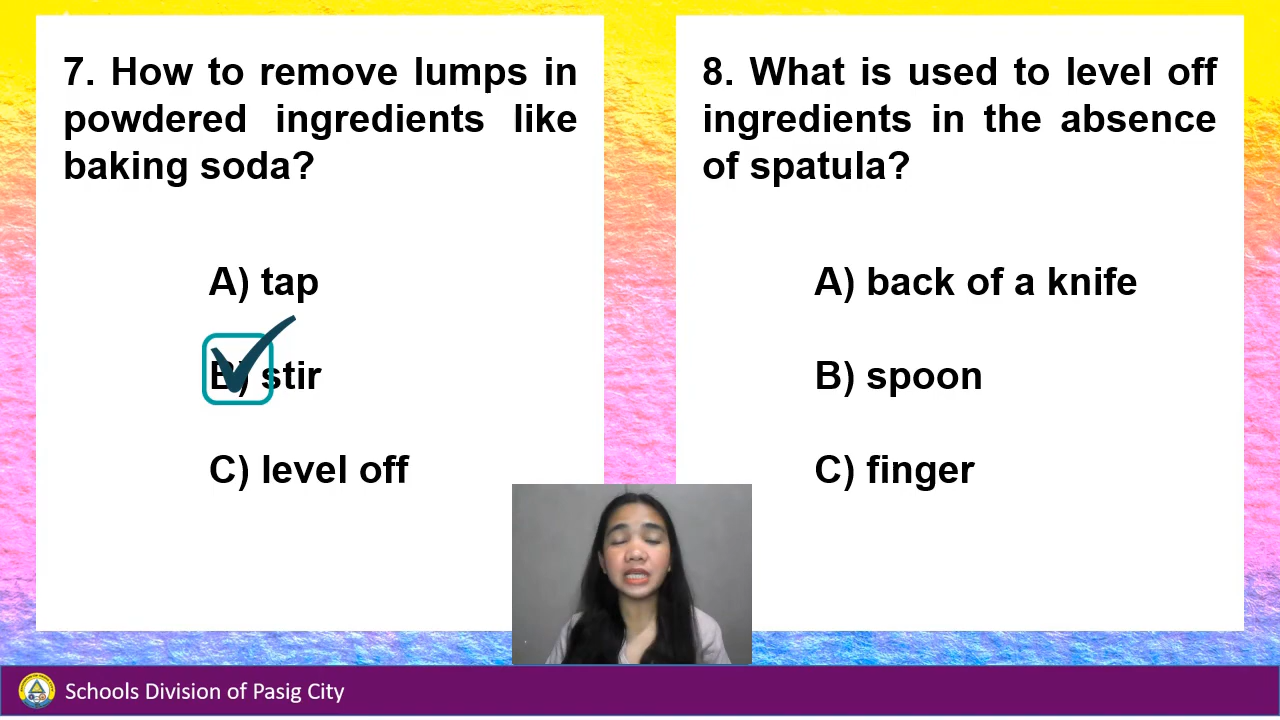 7. How to remove lumps in
powdered ingredients like
baking soda?
A) tap
B) stir
C) level off
8. What is used to level off
ingredients in the absence
of spatula?
A) back of a knife
B) spoon
C) finger
Schools Division of Pasig City